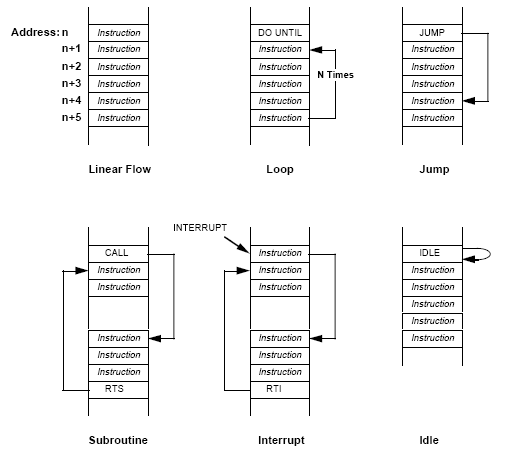 Address: n Instruction DO UNTIL JUMP
n+1 Instruction Instruction Instruction
n+2 Instruction Instruction N Times Instruction
n+3 Instruction Instruction Instruction
n+4 Instruction Instruction Instruction
n+5 Instruction Instruction Instruction
Linear Flow Loop Jump
INTERRUPT
CALL Instruction IDLE
Instruction Instruction Instruction
Instruction Instruction Instruction
Instruction
Instruction Instruction Instruction
Instruction Instruction
Instruction Instruction
RTS RTI
Subroutine Interrupt Idle